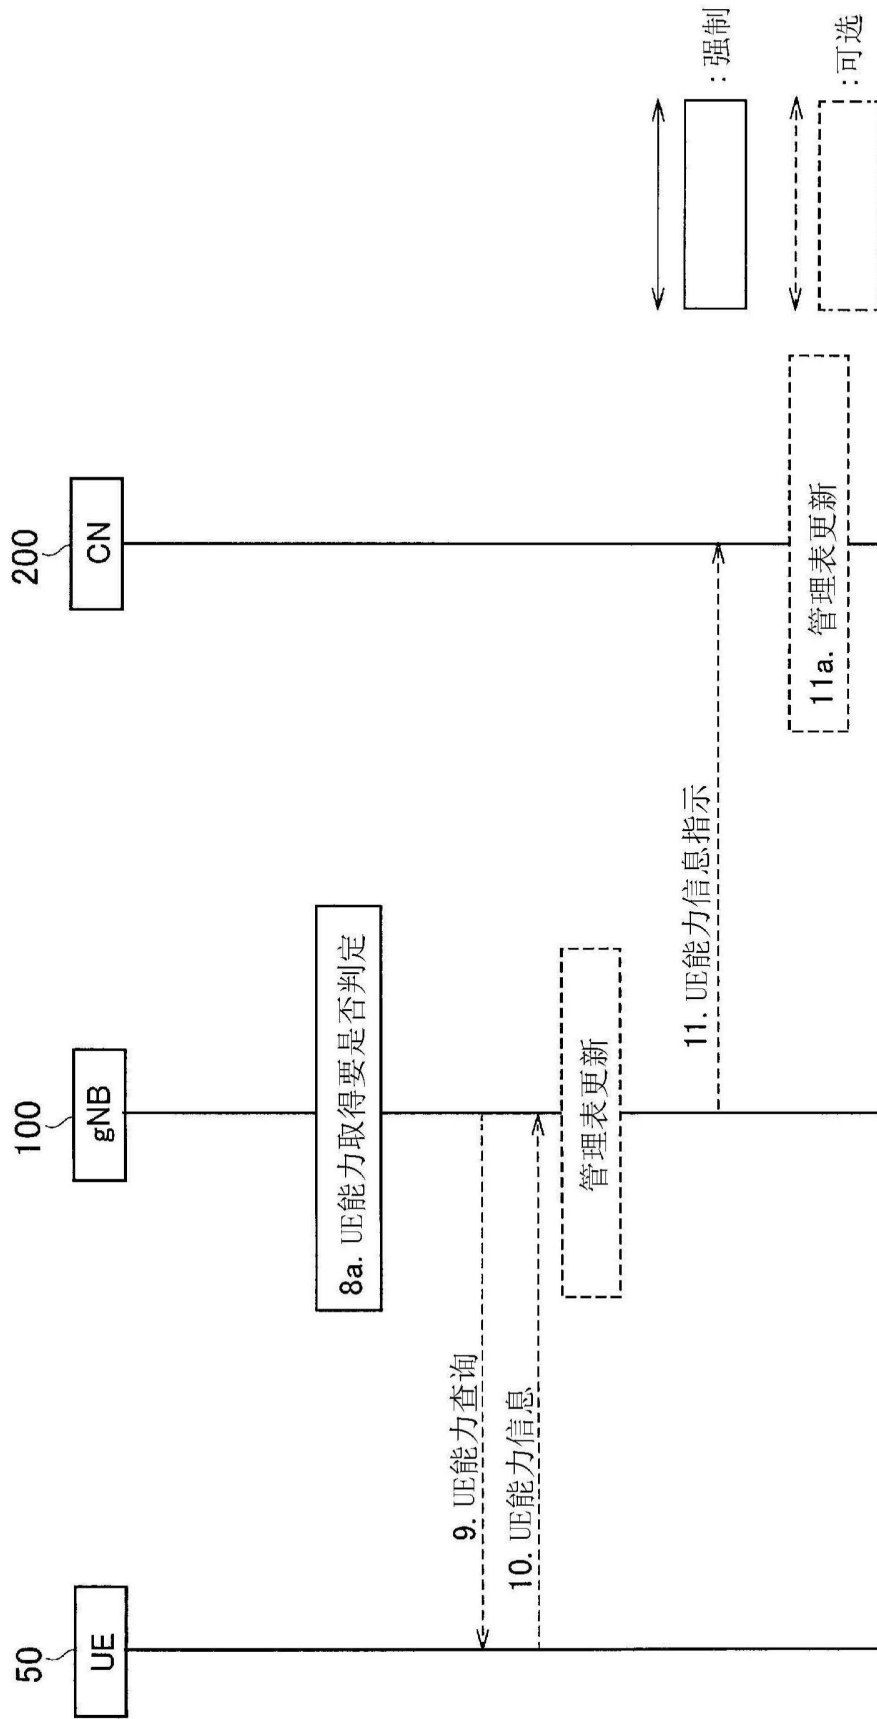 50
UE
100
gNB
200
CN
8a. UE能力取得要是否判定
9. UE能力查询
10. UE能力信息
管理表更新
11. UE能力信息指示
11a. 管理表更新
：强制
：可选